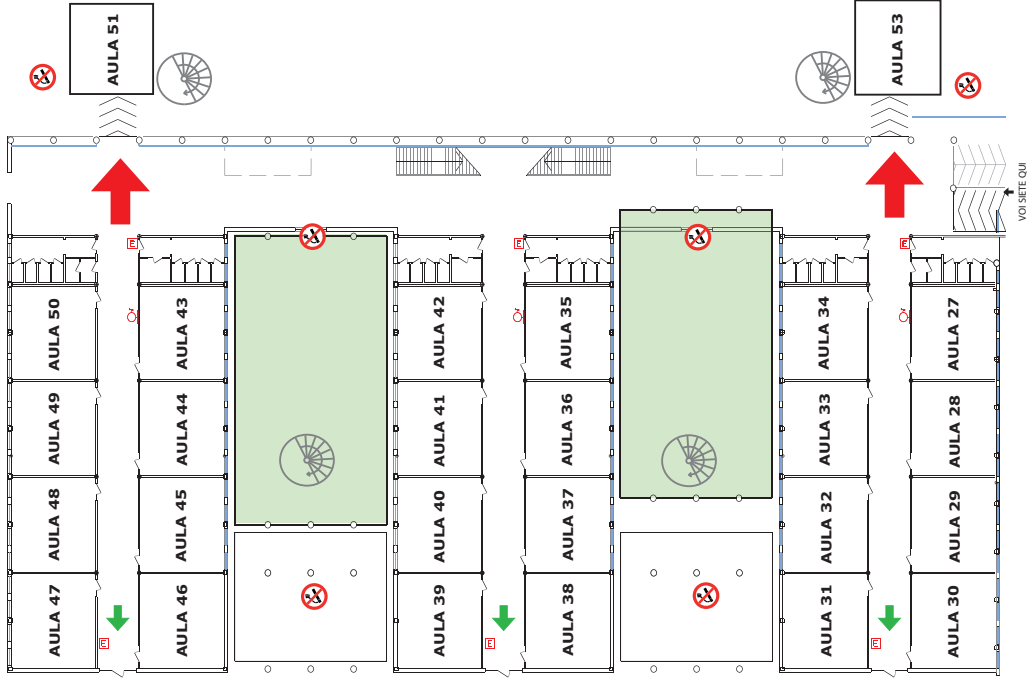 AULA 51
AULA 53
VOI SIETE QUI
E
E
E
AULA 50
AULA 43
AULA 42
AULA 35
AULA 34
AULA 27
AULA 49
AULA 44
AULA 41
AULA 36
AULA 33
AULA 28
AULA 48
AULA 45
AULA 40
AULA 37
AULA 32
AULA 29
AULA 47
AULA 46
AULA 39
AULA 38
AULA 31
AULA 30
E
E
E